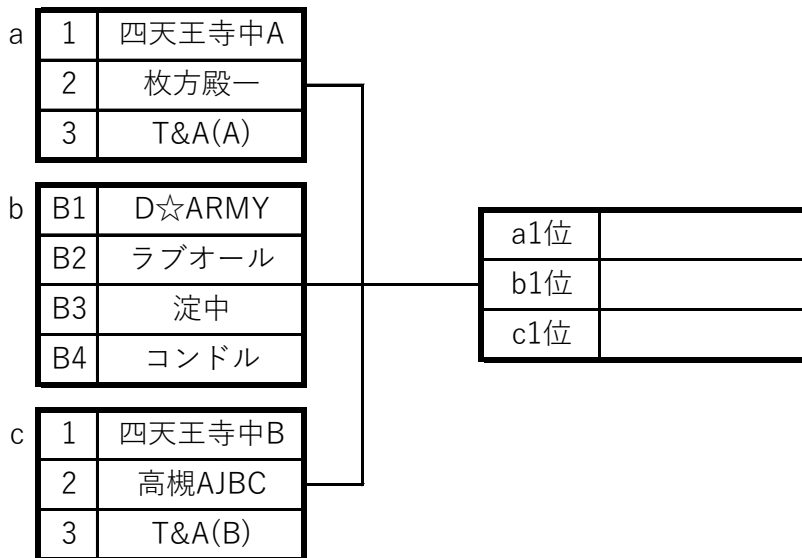 a
1 四天王寺中A
2 枚方殿一
3 T&A(A)
b
B1 D☆ARMY
B2 ラブオール
B3 淀中
B4 コンドル
c
1 四天王寺中B
2 高槻AJBC
3 T&A(B)
a1位
b1位
c1位